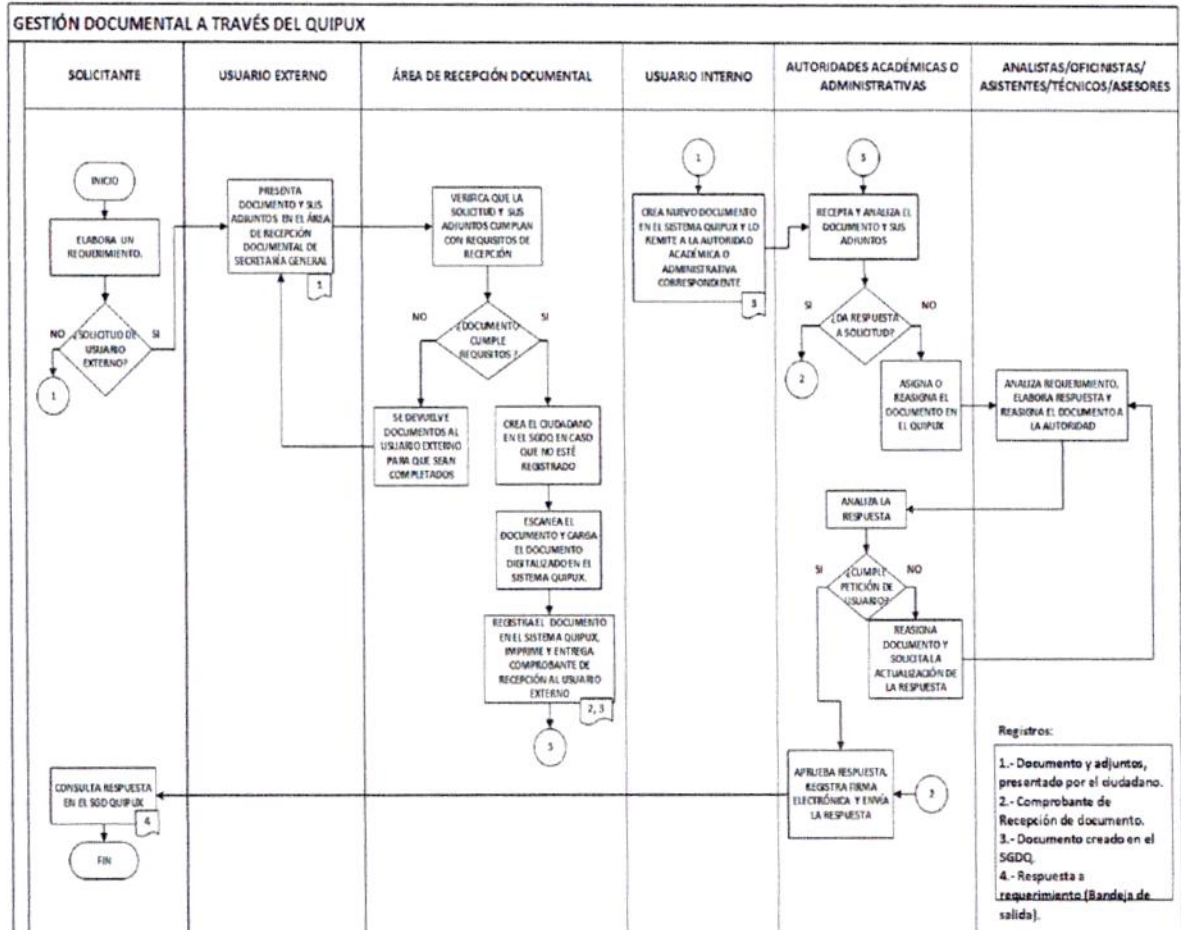 GESTIÓN DOCUMENTAL A TRAVÉS DEL QUIPUX
SOLICITANTE
USUARIO EXTERNO
ÁREA DE RECEPCIÓN DOCUMENTAL
USUARIO INTERNO
AUTORIDADES ACADÉMICAS O
ADMINISTRATIVAS
ANALISTAS/OFICINISTAS/
ASISTENTES/TÉCNICOS/ASESORES
INICIO
ELABORA UN
REQUERIMIENTO.
¿SOLICITUD DE
USUARIO
EXTERNO?
NO
SI
1
PRESENTA
DOCUMENTO Y SUS
ADJUNTOS EN EL ÁREA
DE RECEPCIÓN
DOCUMENTAL DE
SECRETARÍA GENERAL
1
VERIFICA QUE LA
SOLICITUD Y SUS
ADJUNTOS CUMPLAN
CON REQUISITOS DE
RECEPCIÓN
¿DOCUMENTO
CUMPLE
REQUISITOS ?
NO
SI
SE DEVUELVE
DOCUMENTOS AL
USUARIO EXTERNO
PARA QUE SEAN
COMPLETADOS
CREA EL CIUDADANO
EN EL SGDQ EN CASO
QUE NO ESTÉ
REGISTRADO
ESCANEA EL
DOCUMENTO Y CARGA
EL DOCUMENTO
DIGITALIZADO EN EL
SISTEMA QUIPUX.
REGISTRA EL DOCUMENTO
EN EL SISTEMA QUIPUX,
IMPRIME Y ENTREGA
COMPROBANTE DE
RECEPCIÓN AL USUARIO
EXTERNO
2, 3
3
1
CREA NUEVO DOCUMENTO
EN EL SISTEMA QUIPUX Y LO
REMITE A LA AUTORIDAD
ACADÉMICA O
ADMINISTRATIVA
CORRESPONDIENTE
3
3
RECEPTA Y ANALIZA EL
DOCUMENTO Y SUS
ADJUNTOS
¿DA RESPUESTA
A SOLICITUD?
SI
NO
2
ASIGNA O
REASIGNA EL
DOCUMENTO EN
EL QUIPUX
ANALIZA REQUERIMIENTO,
ELABORA RESPUESTA Y
REASIGNA EL DOCUMENTO A
LA AUTORIDAD
ANALIZA LA
RESPUESTA
¿CUMPLE
PETICIÓN DE
USUARIO?
SI
NO
REASIGNA
DOCUMENTO Y
SOLICITA LA
ACTUALIZACIÓN DE
LA RESPUESTA
APRUEBA RESPUESTA,
REGISTRA FIRMA
ELECTRÓNICA Y ENVÍA
LA RESPUESTA
2
CONSULTA RESPUESTA
EN EL SGD QUIPUX
4
FIN
Registros:
1.- Documento y adjuntos,
presentado por el ciudadano.
2.- Comprobante de
Recepción de documento.
3.- Documento creado en el
SGDQ.
4.- Respuesta a
requerimiento (Bandeja de
salida).